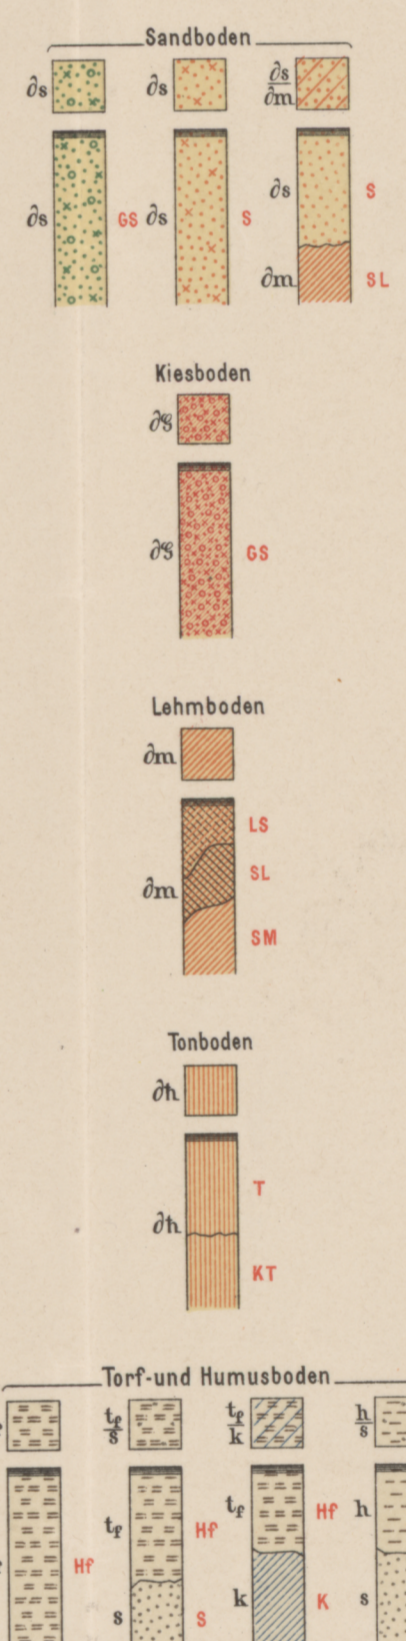 Sandboden
∂s ∂s ∂s/∂m
∂s GS ∂s S ∂s S
∂m SL
Kiesboden
∂G
∂G GS
Lehmboden
∂m
LS
SL
∂m
SM
Tonboden
∂h
T
∂h
KT
Torf-und Humusboden
tf/s tf/k h/s
tf Hf tf Hf h
Hf
s S k K s